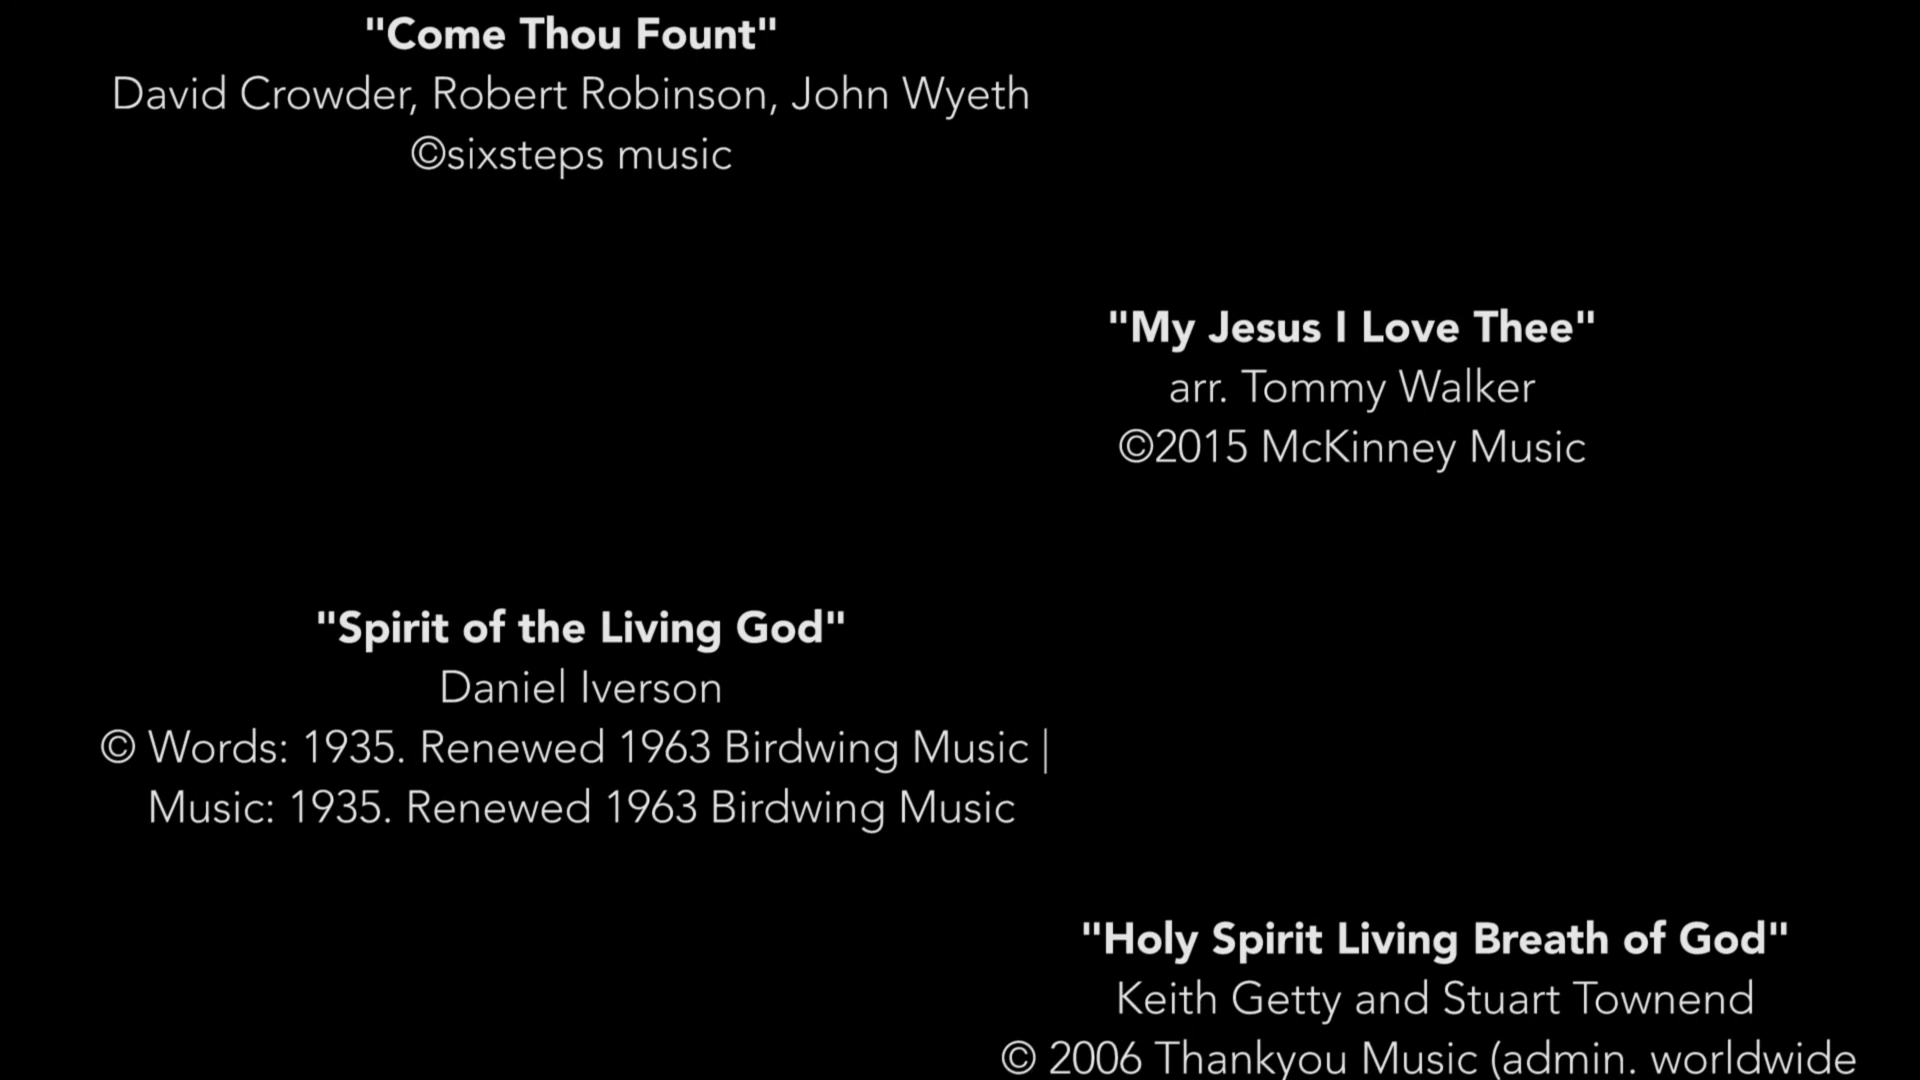 "Come Thou Fount"
David Crowder, Robert Robinson, John Wyeth
©sixsteps music
"My Jesus I Love Thee"
arr. Tommy Walker
©2015 McKinney Music
"Spirit of the Living God"
Daniel Iverson
© Words: 1935. Renewed 1963 Birdwing Music |
Music: 1935. Renewed 1963 Birdwing Music
"Holy Spirit Living Breath of God"
Keith Getty and Stuart Townend
© 2006 Thankyou Music (admin. worldwide